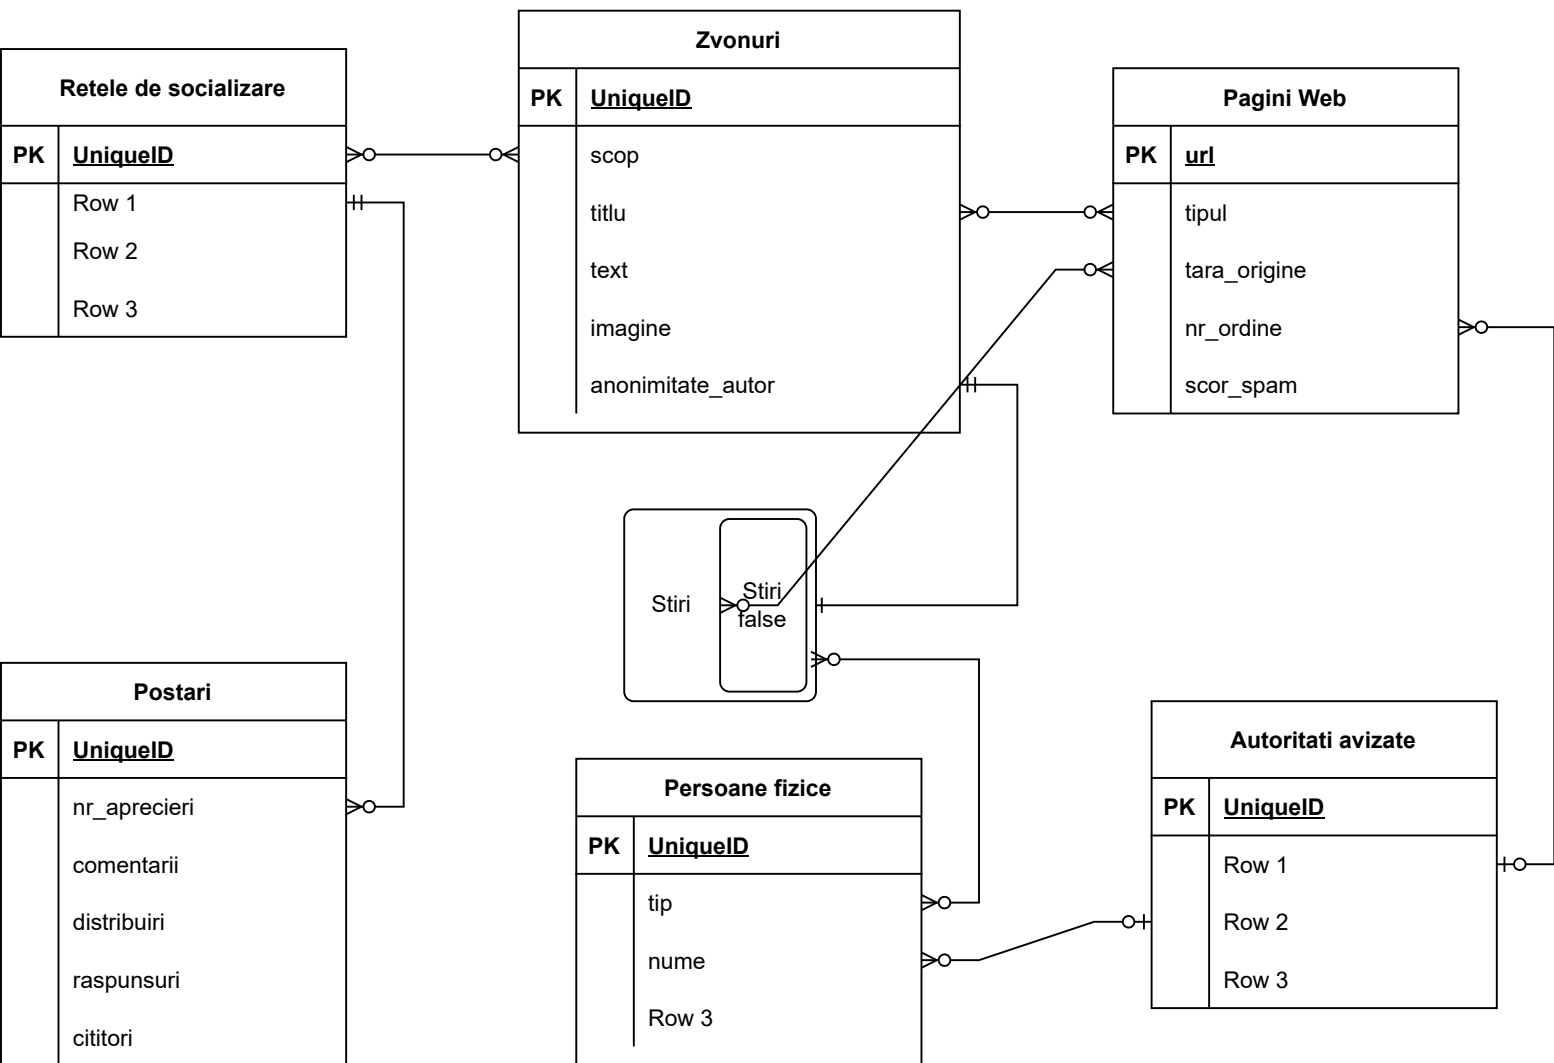 Retele de socializare
PK UniqueID
Row 1
Row 2
Row 3
Zvonuri
PK UniqueID
scop
titlu
text
imagine
anonimitate_autor
Pagini Web
PK url
tipul
tara_origine
nr_ordine
scor_spam
Stiri
Stiri
false
Postari
PK UniqueID
nr_aprecieri
comentarii
distribuiri
raspunsuri
cititori
Persoane fizice
PK UniqueID
tip
nume
Row 3
Autoritati avizate
PK UniqueID
Row 1
Row 2
Row 3